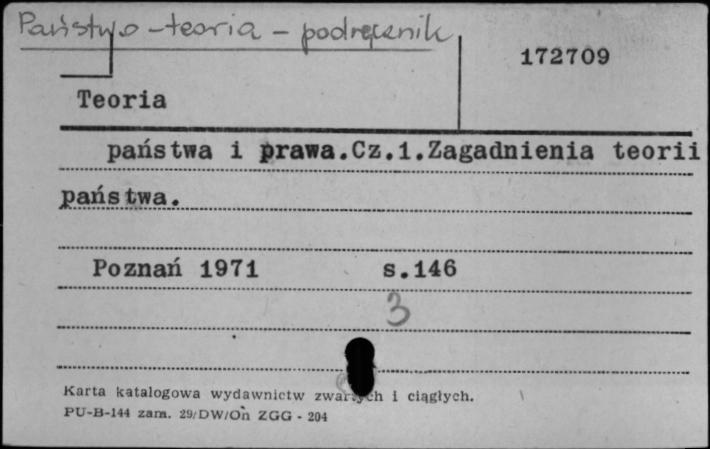 Państwo - teoria - podręcznik
172709
Teoria
państwa i prawa.Cz.1.Zagadnienia teorii
państwa.
Poznań 1971 s.146
3
Karta katalogowa wydawnictw zwartych i ciągłych.
PU-B-144 zam. 29/DW/On ZGG - 204